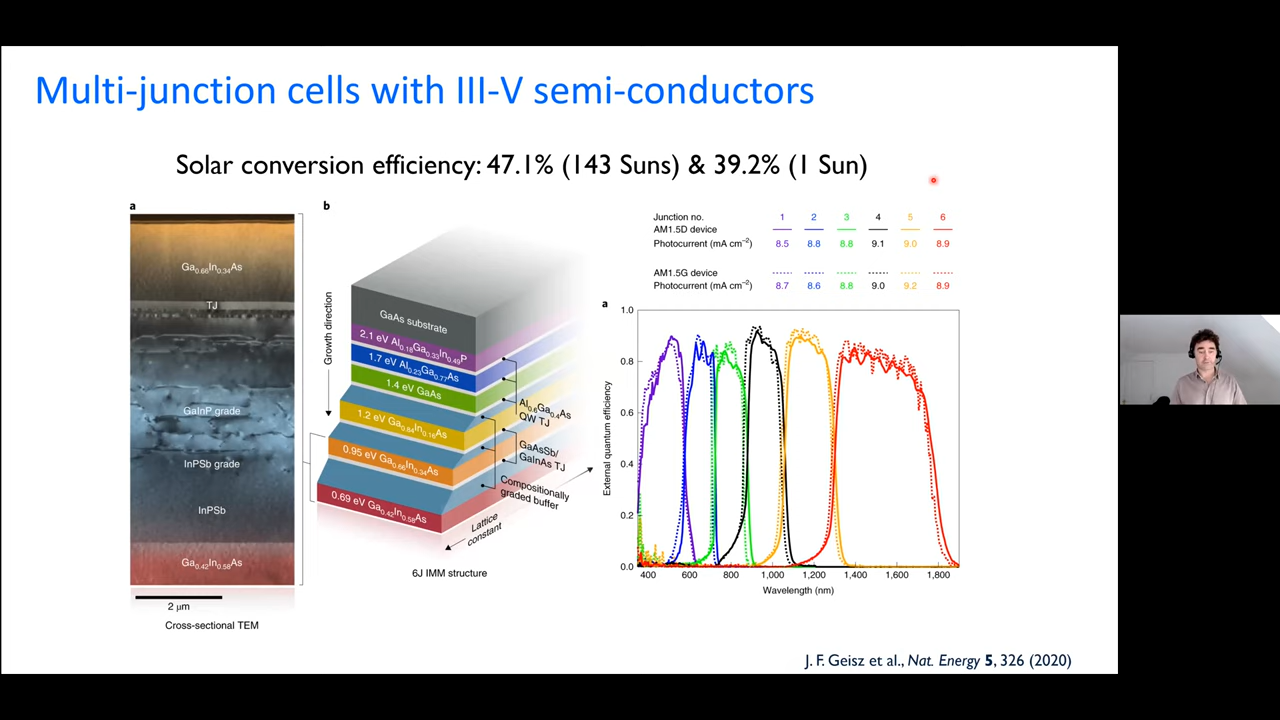 Multi-junction cells with III-V semi-conductors
Solar conversion efficiency: 47.1% (143 Suns) & 39.2% (1 Sun)
a
Ga0.66In0.34As
TJ
GaInP grade
InPSb grade
InPSb
Ga0.42In0.58As
2 μm
Cross-sectional TEM
b
Growth direction
GaAs substrate
2.1 eV Al0.18Ga0.33In0.49P
1.7 eV Al0.23Ga0.77As
1.4 eV GaAs
1.2 eV Ga0.84In0.16As
0.95 eV Ga0.66In0.34As
0.69 eV Ga0.42In0.58As
Al0.6Ga0.4As
QW TJ
GaAsSb/
GaInAs TJ
Compositionally
graded buffer
Lattice
constant
6J IMM structure
Junction no. 1 2 3 4 5 6
AM1.5D device
Photocurrent (mA cm−2) 8.5 8.8 8.8 9.1 9.0 8.9
AM1.5G device
Photocurrent (mA cm−2) 8.7 8.6 8.8 9.0 9.2 8.9
a
External quantum efficiency
1.0
0.8
0.6
0.4
0.2
0.0
400 600 800 1,000 1,200 1,400 1,600 1,800
Wavelength (nm)
J. F. Geisz et al., Nat. Energy 5, 326 (2020)